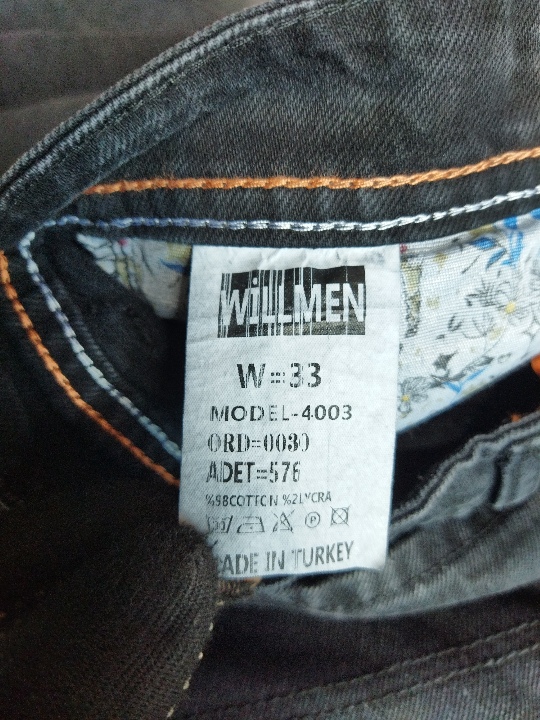 WiLLMEN
W=33
MODEL-4003
ORD=0030
ADET=576
%98COTTON %2LYCRA
ADE IN TURKEY